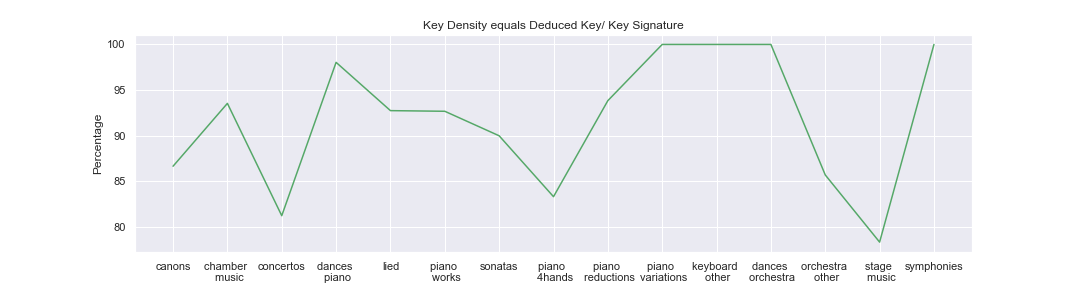 Key Density equals Deduced Key/ Key Signature
Percentage
100
95
90
85
80
canons
chamber music
concertos
dances piano
lied
piano works
sonatas
piano 4hands
piano reductions
piano variations
keyboard other
dances orchestra
orchestra other
stage music
symphonies